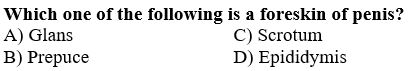 Which one of the following is a foreskin of penis?
A) Glans C) Scrotum
B) Prepuce D) Epididymis